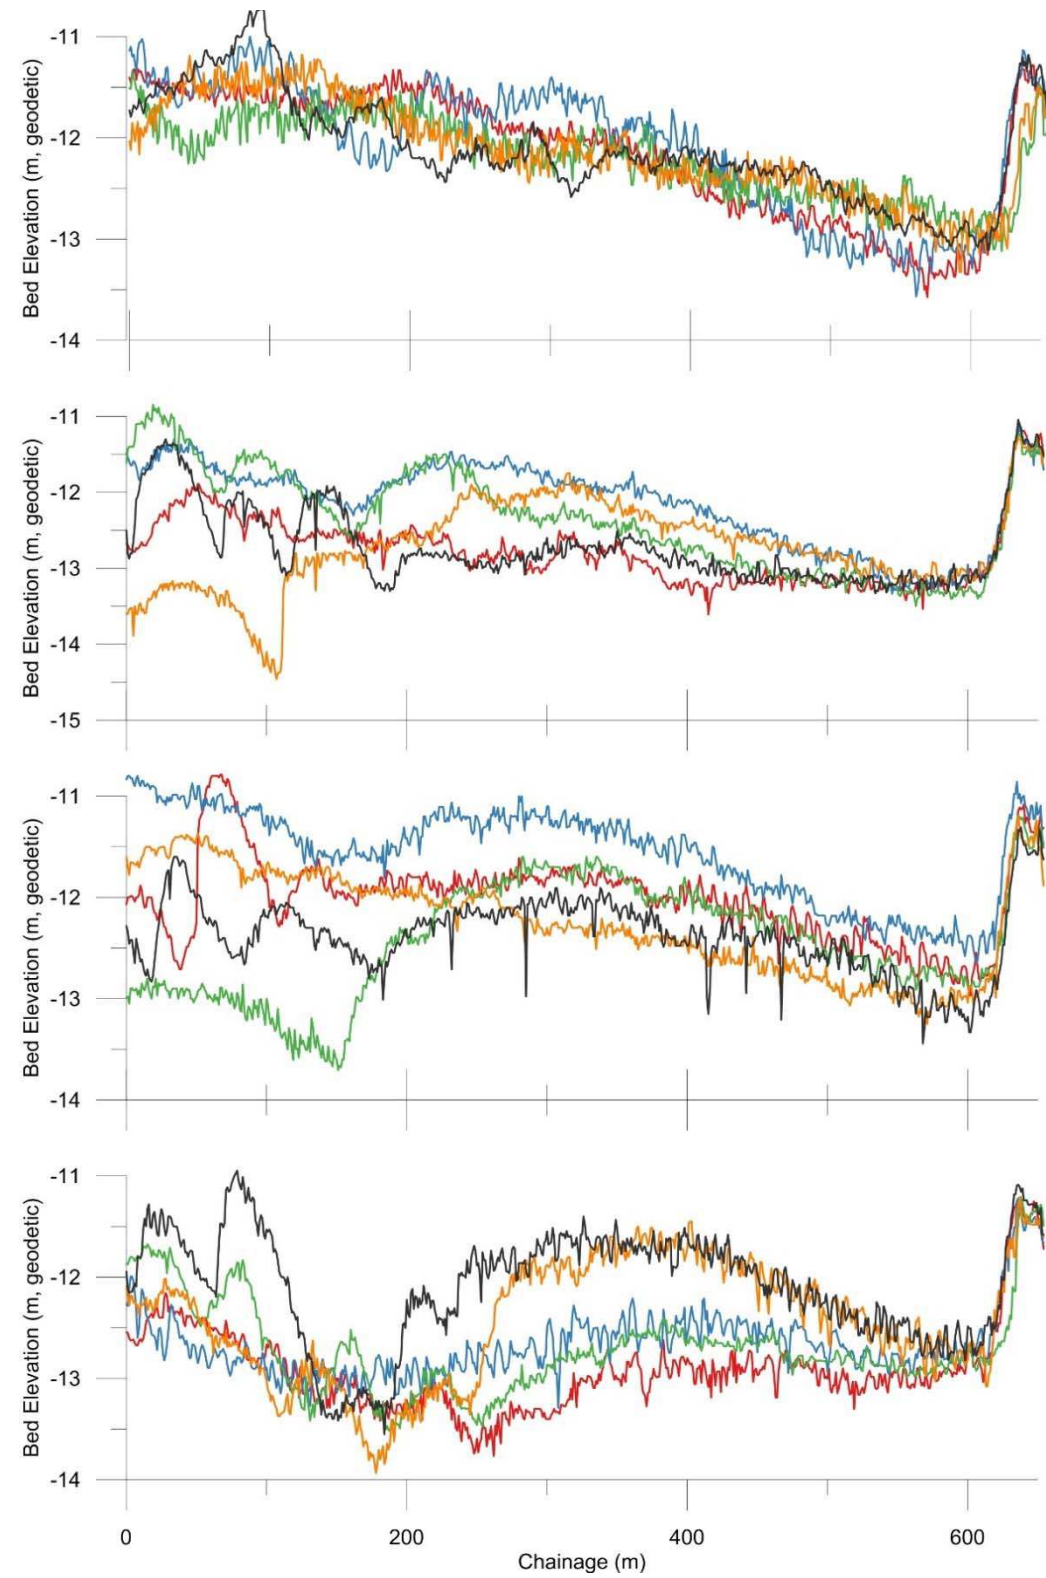 Bed Elevation (m, geodetic)
-11
-12
-13
-14
Bed Elevation (m, geodetic)
-11
-12
-13
-14
-15
Bed Elevation (m, geodetic)
-11
-12
-13
-14
Bed Elevation (m, geodetic)
-11
-12
-13
-14
0 200 400 600
Chainage (m)